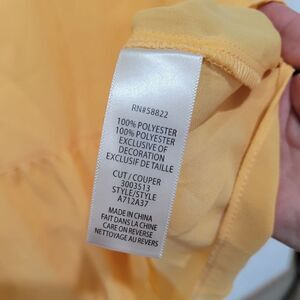 RN#58822
100% POLYESTER
100% POLYESTER
EXCLUSIVE OF
DECORATION
EXCLUSIF DE TAILLE
CUT / COUPER
3003513
STYLE/STYLE
A712A37
MADE IN CHINA
FAIT DANS LA CHINE
CARE ON REVERSE
NETTOYAGE AU REVERS